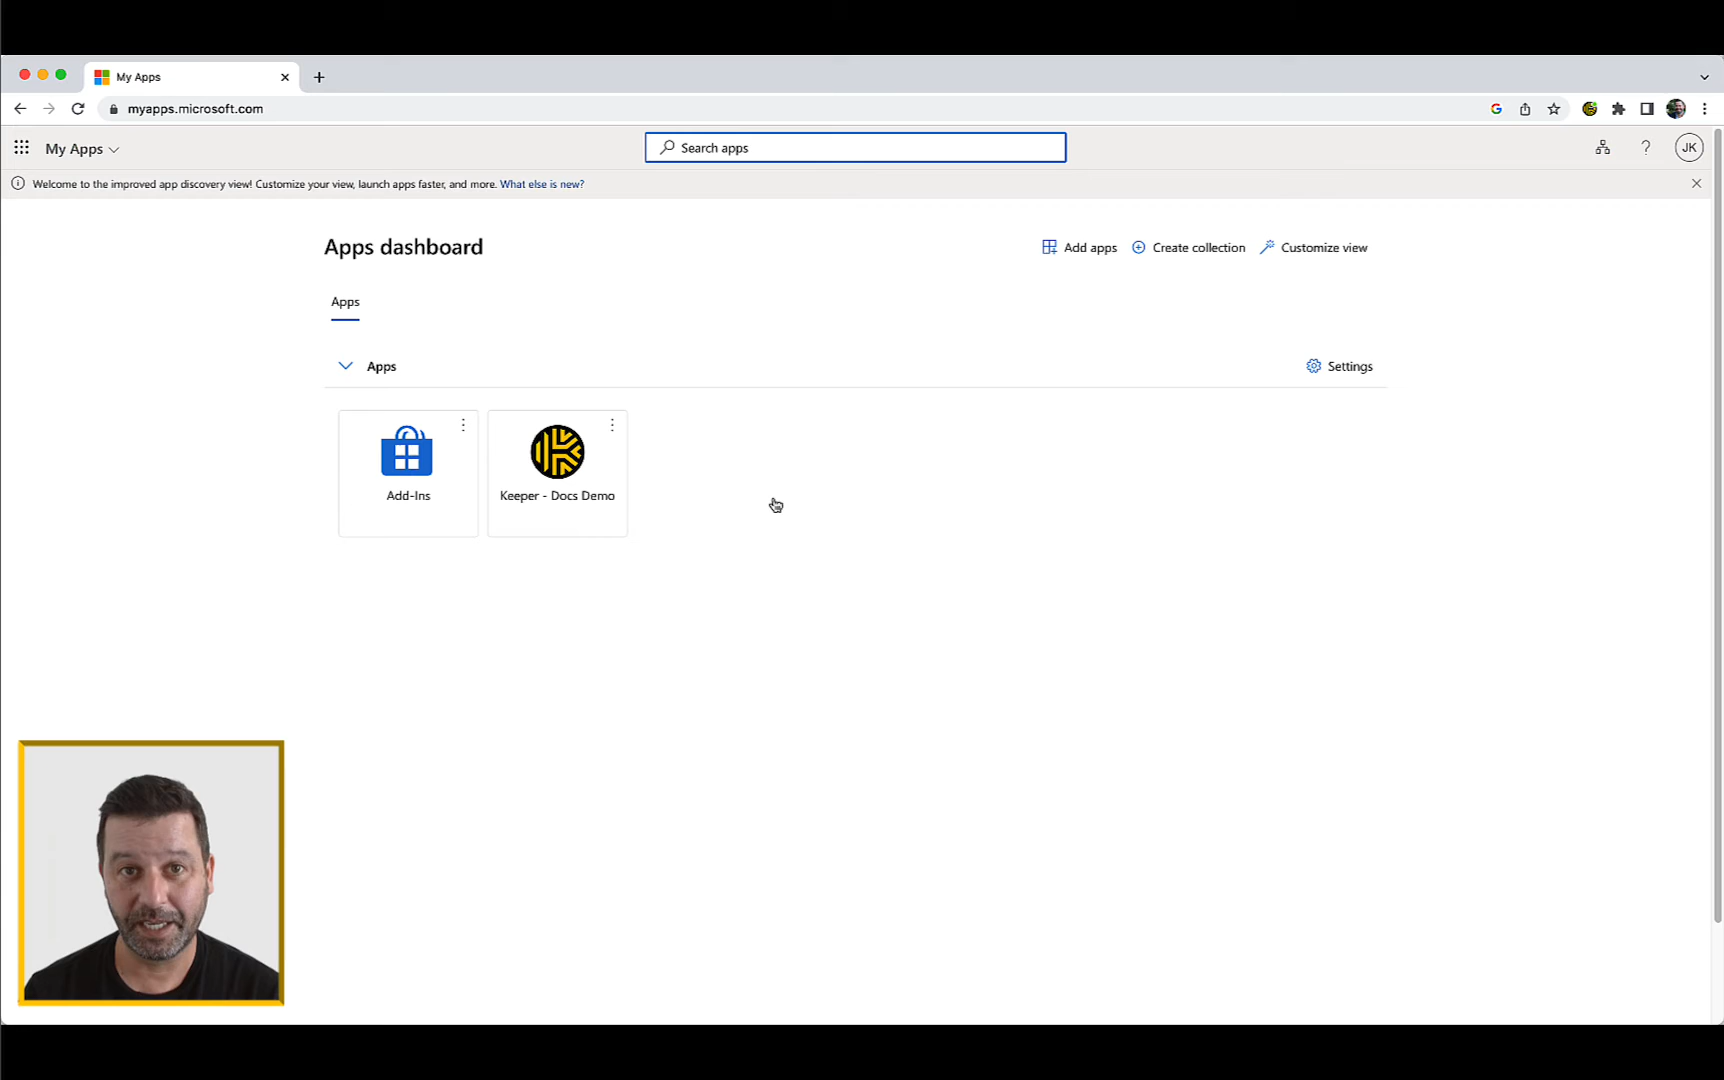 My Apps
myapps.microsoft.com
My Apps
Search apps
JK
Welcome to the improved app discovery view! Customize your view, launch apps faster, and more. What else is new?
Apps dashboard
Add apps
Create collection
Customize view
Apps
Apps
Settings
Add-Ins
Keeper - Docs Demo